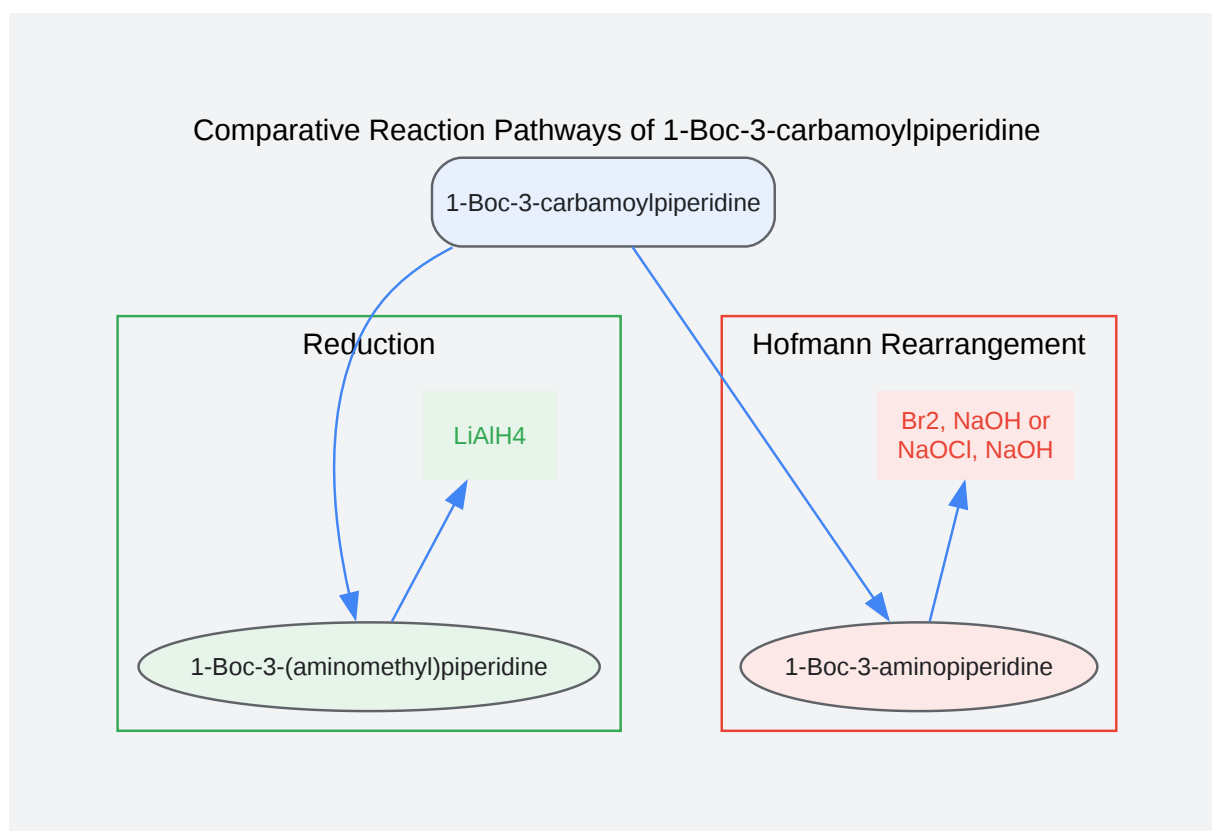 Comparative Reaction Pathways of 1-Boc-3-carbamoylpiperidine
1-Boc-3-carbamoylpiperidine
Reduction
LiAlH4
1-Boc-3-(aminomethyl)piperidine
Hofmann Rearrangement
Br2, NaOH or
NaOCl, NaOH
1-Boc-3-aminopiperidine